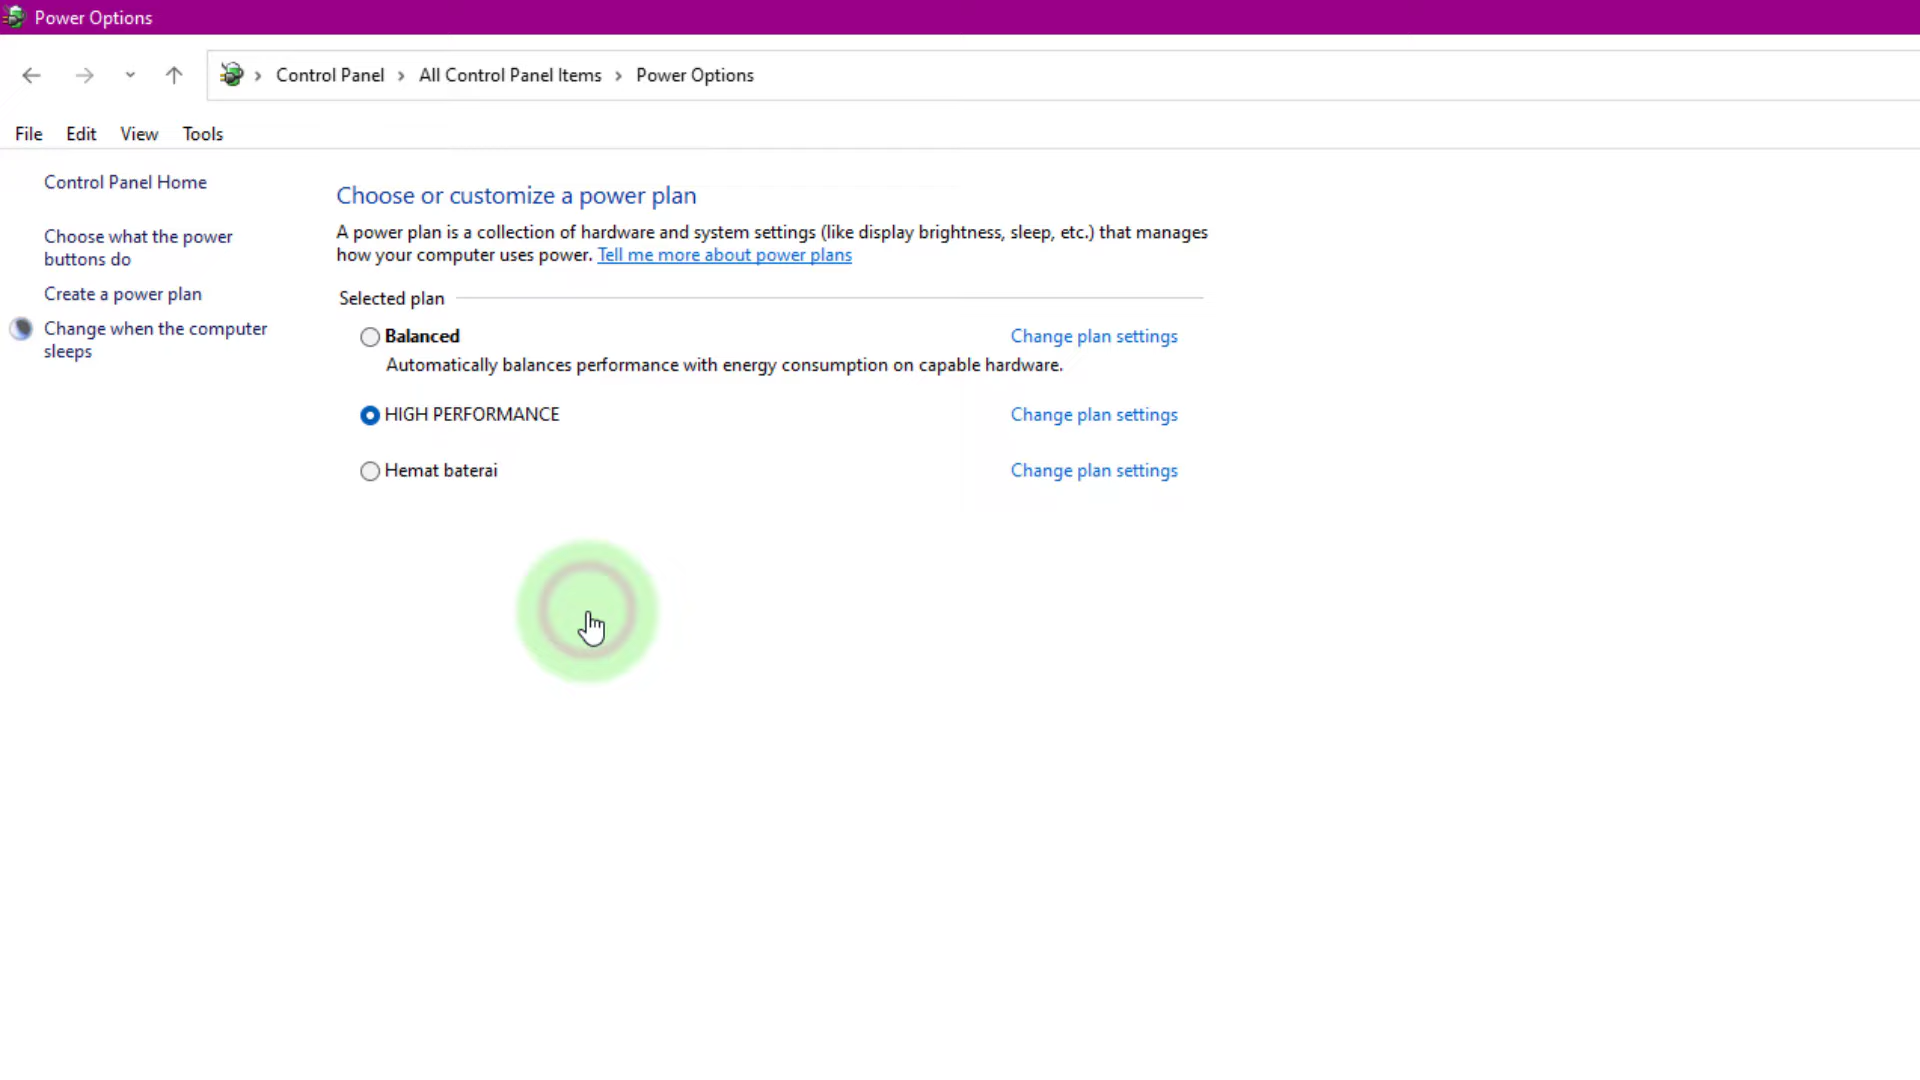 Power Options
Control Panel > All Control Panel Items > Power Options
File Edit View Tools
Control Panel Home
Choose what the power
buttons do
Create a power plan
Change when the computer
sleeps
Choose or customize a power plan
A power plan is a collection of hardware and system settings (like display brightness, sleep, etc.) that manages
how your computer uses power. Tell me more about power plans
Selected plan
Balanced Change plan settings
Automatically balances performance with energy consumption on capable hardware.
HIGH PERFORMANCE Change plan settings
Hemat baterai Change plan settings